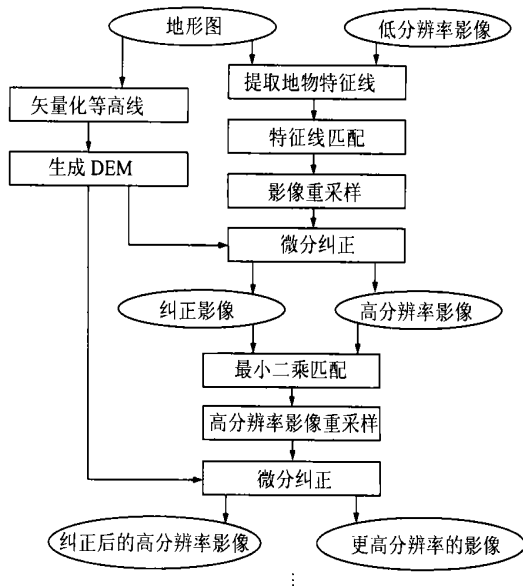 地形图
低分辨率影像
提取地物特征线
矢量化等高线
特征线匹配
生成 DEM
影像重采样
微分纠正
纠正影像
高分辨率影像
最小二乘匹配
高分辨率影像重采样
微分纠正
纠正后的高分辨率影像
更高分辨率的影像
⋮